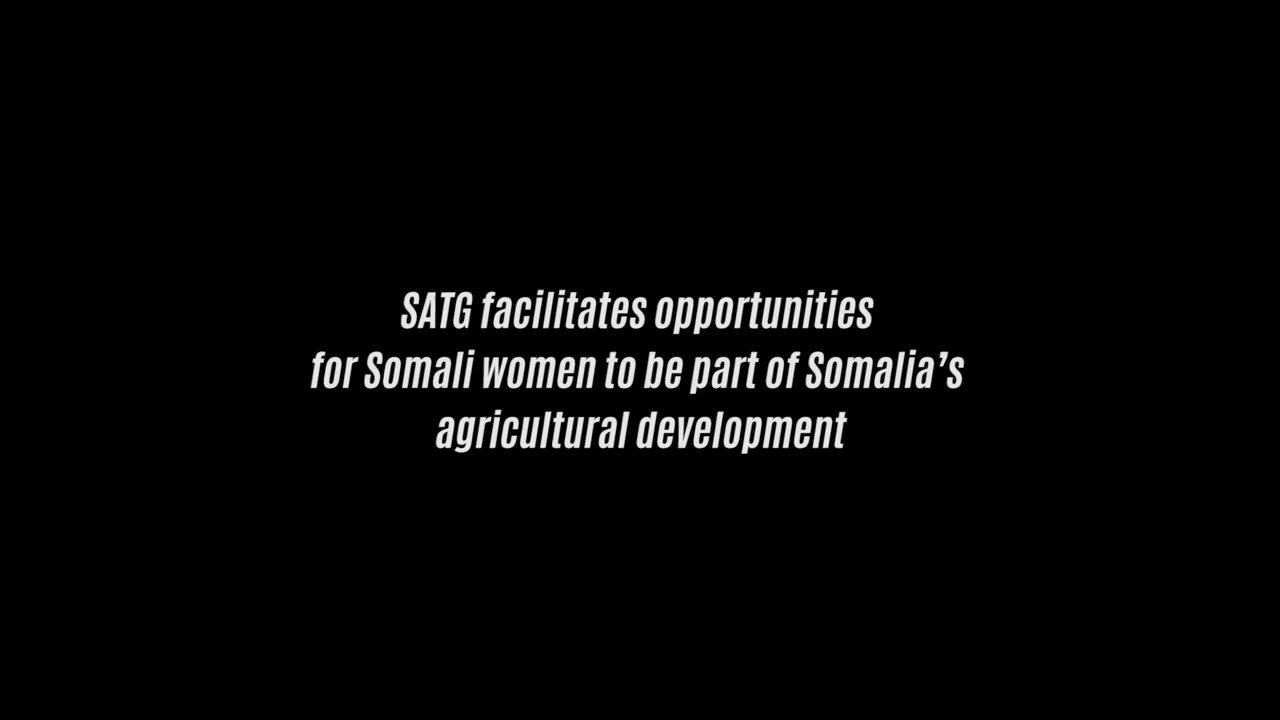 SATG facilitates opportunities
for Somali women to be part of Somalia’s
agricultural development